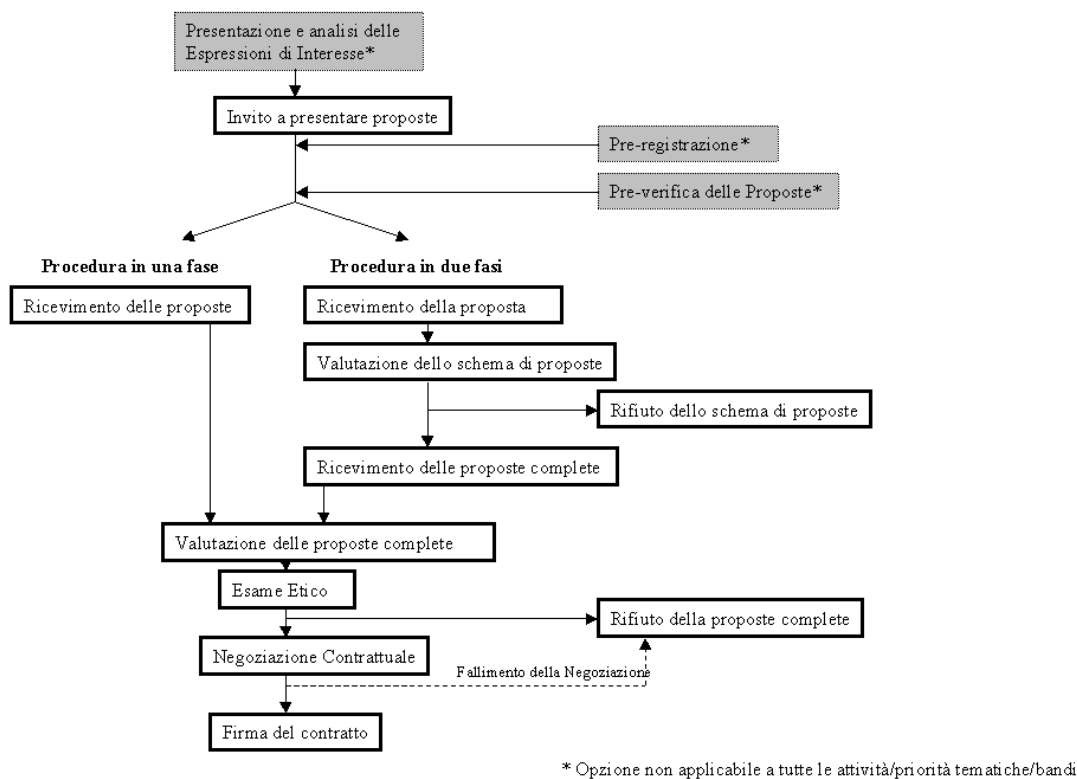 Presentazione e analisi delle
Espressioni di Interesse*
Invito a presentare proposte
Pre-registrazione*
Pre-verifica delle Proposte*
Procedura in una fase
Procedura in due fasi
Ricevimento delle proposte
Ricevimento della proposta
Valutazione dello schema di proposte
Rifiuto dello schema di proposte
Ricevimento delle proposte complete
Valutazione delle proposte complete
Esame Etico
Rifiuto della proposte complete
Negoziazione Contrattuale
Fallimento della Negoziazione
Firma del contratto
* Opzione non applicabile a tutte le attività/priorità tematiche/bandi